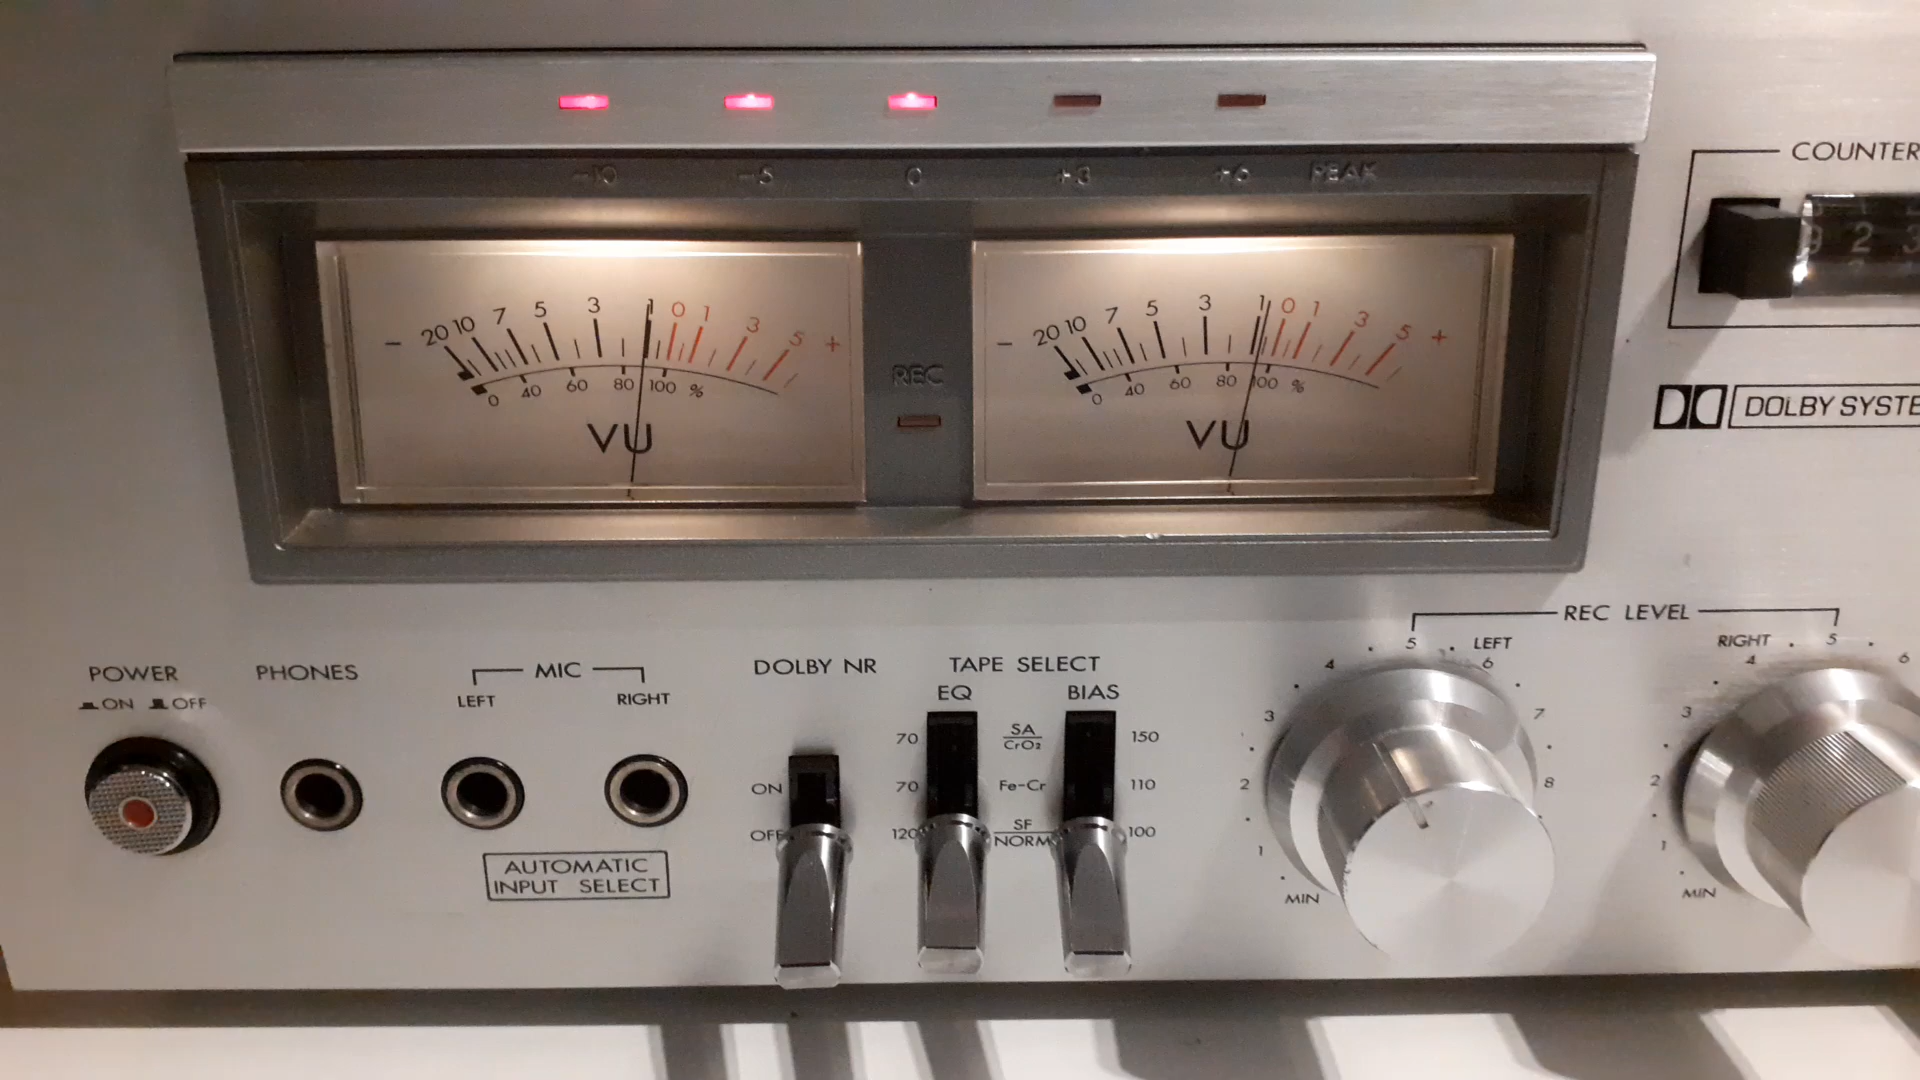 -10 -5 0 +3 +6 PEAK
COUNTER
9 2 3
- 20 10 7 5 3 1 0 1 3 5 +
0 40 60 80 100 %
VU
REC
- 20 10 7 5 3 1 0 1 3 5 +
0 40 60 80 100 %
VU
DOLBY SYSTE
REC LEVEL
POWER
ON OFF
PHONES
MIC
LEFT RIGHT
AUTOMATIC
INPUT SELECT
DOLBY NR
ON
OFF
TAPE SELECT
EQ BIAS
70 SA 150
CrO2
70 Fe-Cr 110
120 SF 100
NORM
LEFT
MIN 1 2 3 4 5 6 7 8
RIGHT
MIN 1 2 3 4 5 6